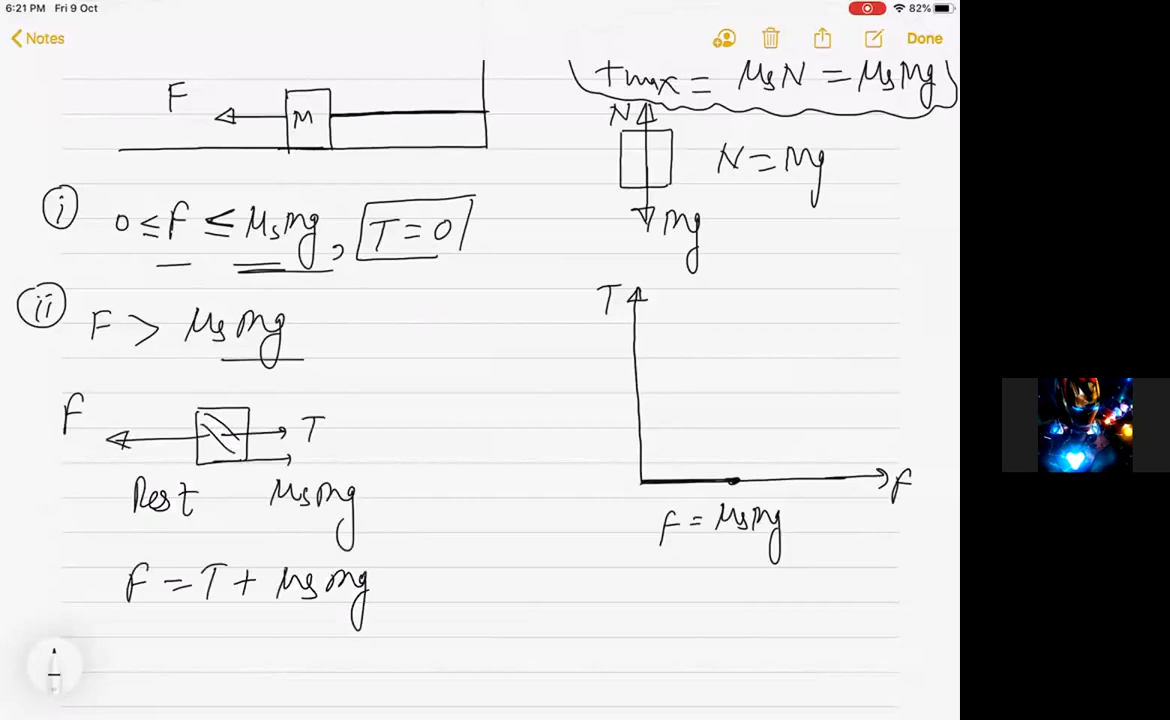 6:21 PM Fri 9 Oct
82%
Notes
Done
F
M
fmax = μsN = μsMg
N
N = Mg
Mg
(i) 0 ≤ F ≤ μsMg, T = 0
(ii) F > μsMg
F
T
Rest
μsMg
F = T + μsMg
T
F
F = μsMg